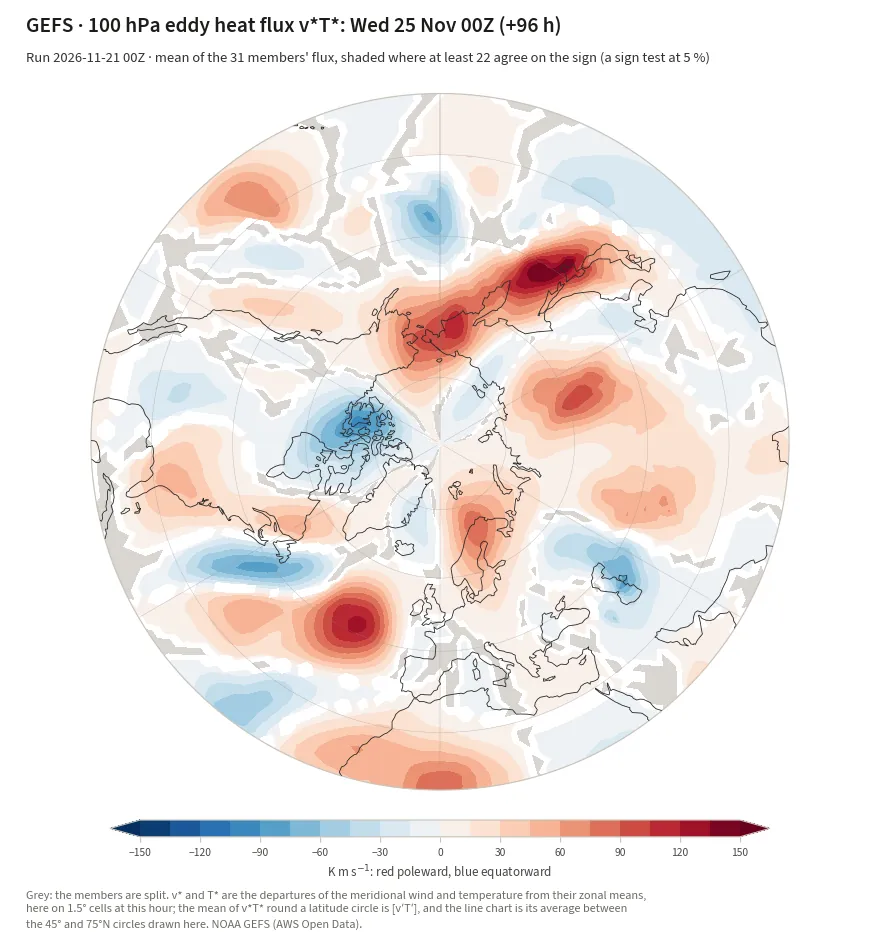 GEFS · 100 hPa eddy heat flux v*T*: Wed 25 Nov 00Z (+96 h)
Run 2026-11-21 00Z · mean of the 31 members' flux, shaded where at least 22 agree on the sign (a sign test at 5 %)
−150 −120 −90 −60 −30 0 30 60 90 120 150
K m s⁻¹: red poleward, blue equatorward
Grey: the members are split. v* and T* are the departures of the meridional wind and temperature from their zonal means,
here on 1.5° cells at this hour; the mean of v*T* round a latitude circle is [v'T'], and the line chart is its average between
the 45° and 75°N circles drawn here. NOAA GEFS (AWS Open Data).